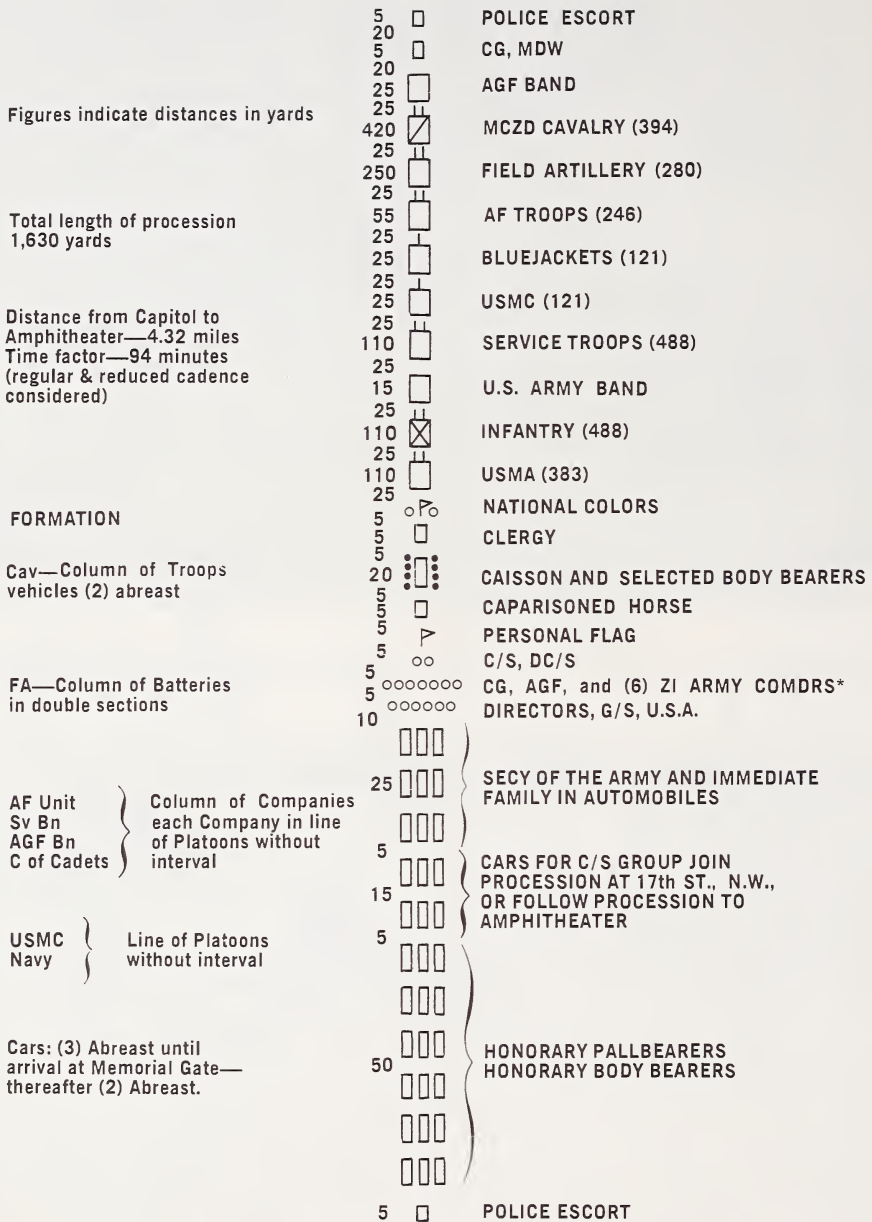 5 POLICE ESCORT
20
5 CG, MDW
20
25 AGF BAND
25
Figures indicate distances in yards
420 MCZD CAVALRY (394)
25
250 FIELD ARTILLERY (280)
25
Total length of procession
1,630 yards
55 AF TROOPS (246)
25
25 BLUEJACKETS (121)
25
25 USMC (121)
25
Distance from Capitol to
Amphitheater—4.32 miles
Time factor—94 minutes
(regular & reduced cadence
considered)
110 SERVICE TROOPS (488)
25
15 U.S. ARMY BAND
25
110 INFANTRY (488)
25
110 USMA (383)
25
NATIONAL COLORS
FORMATION
5
5 CLERGY
5
Cav—Column of Troops
vehicles (2) abreast
20 CAISSON AND SELECTED BODY BEARERS
5
5 CAPARISONED HORSE
5
PERSONAL FLAG
5
C/S, DC/S
5
FA—Column of Batteries
in double sections
CG, AGF, and (6) ZI ARMY COMDRS*
5
DIRECTORS, G/S, U.S.A.
10
25 SECY OF THE ARMY AND IMMEDIATE
FAMILY IN AUTOMOBILES
AF Unit
Sv Bn
AGF Bn
C of Cadets
Column of Companies
each Company in line
of Platoons without
interval
5
15
CARS FOR C/S GROUP JOIN
PROCESSION AT 17th ST., N.W.,
OR FOLLOW PROCESSION TO
AMPHITHEATER
5
USMC
Navy
Line of Platoons
without interval
Cars: (3) Abreast until
arrival at Memorial Gate—
thereafter (2) Abreast.
50
HONORARY PALLBEARERS
HONORARY BODY BEARERS
5 POLICE ESCORT